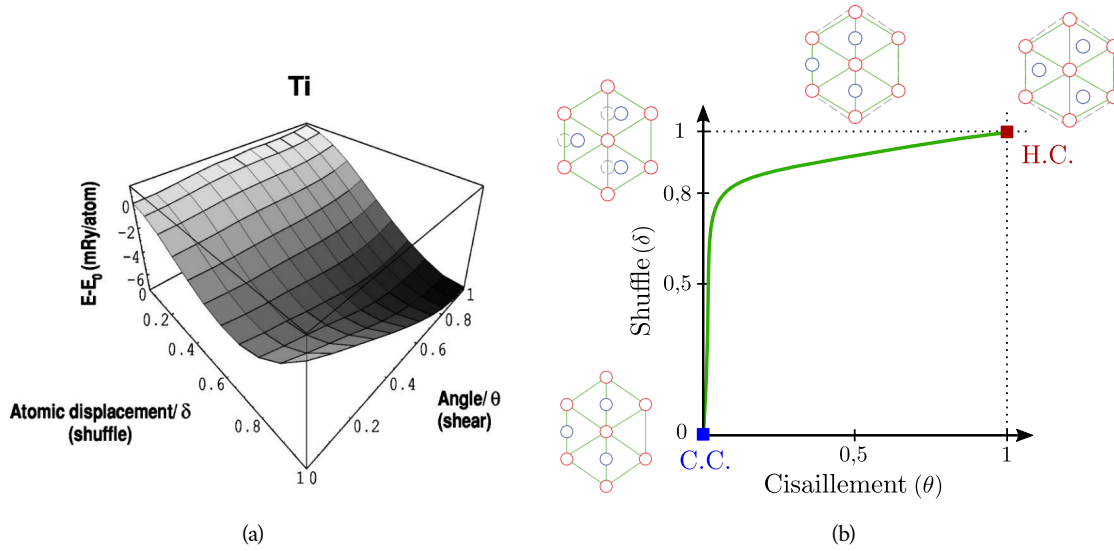 Ti
E-E₀ (mRy/atom)
0
−2
−4
−6
0
0.2
0.4
0.6
0.8
1 0
0.2
0.4
0.6
0.8
1
Atomic displacement/ δ
(shuffle)
Angle/ θ
(shear)
(a)
1
0,8
0,5
0
Shuffle (δ)
H.C.
C.C.
0,5
1
Cisaillement (θ)
(b)